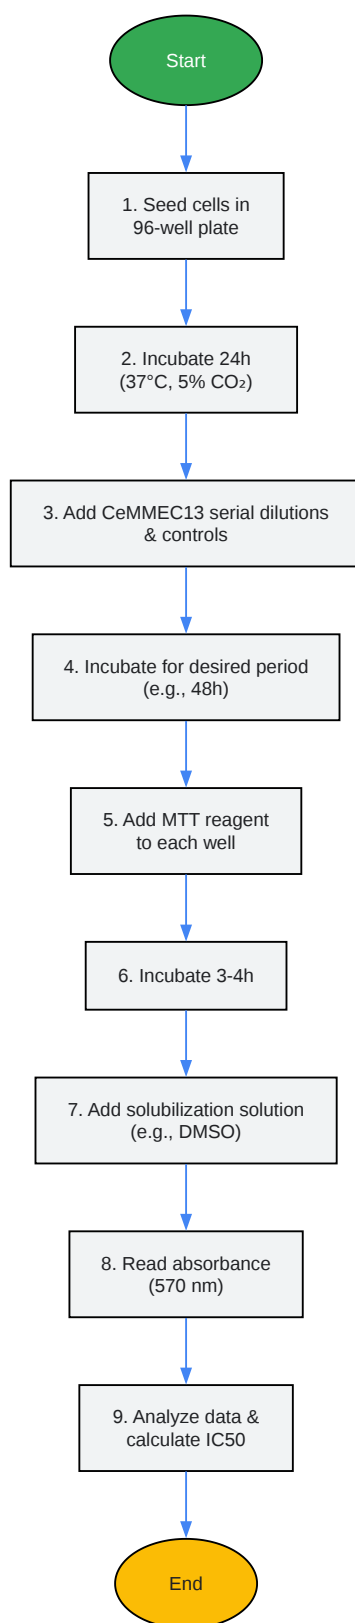 Start
1. Seed cells in
96-well plate
2. Incubate 24h
(37°C, 5% CO₂)
3. Add CeMMEC13 serial dilutions
& controls
4. Incubate for desired period
(e.g., 48h)
5. Add MTT reagent
to each well
6. Incubate 3-4h
7. Add solubilization solution
(e.g., DMSO)
8. Read absorbance
(570 nm)
9. Analyze data &
calculate IC50
End